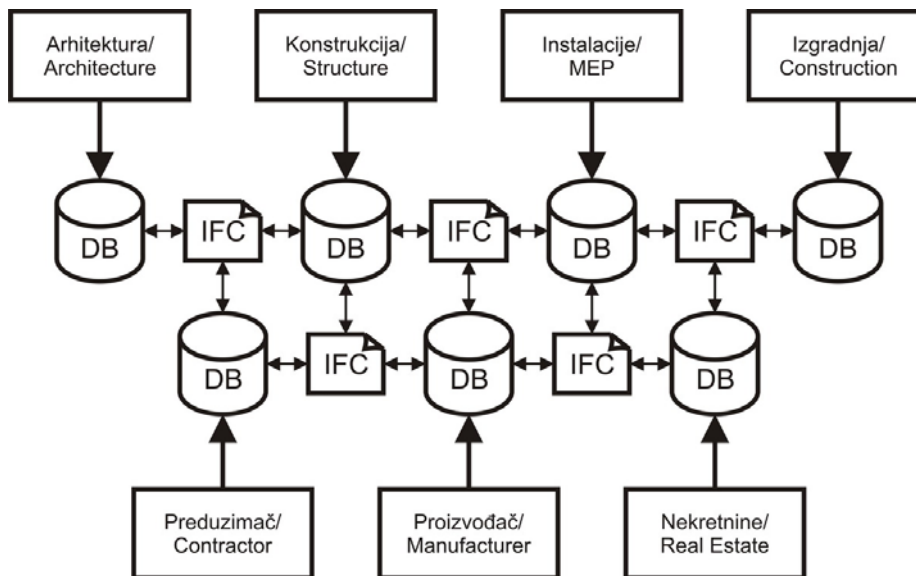 Arhitektura/
Architecture
Konstrukcija/
Structure
Instalacije/
MEP
Izgradnja/
Construction
DB
IFC
DB
IFC
DB
IFC
DB
DB
IFC
DB
IFC
DB
Preduzimač/
Contractor
Proizvođač/
Manufacturer
Nekretnine/
Real Estate